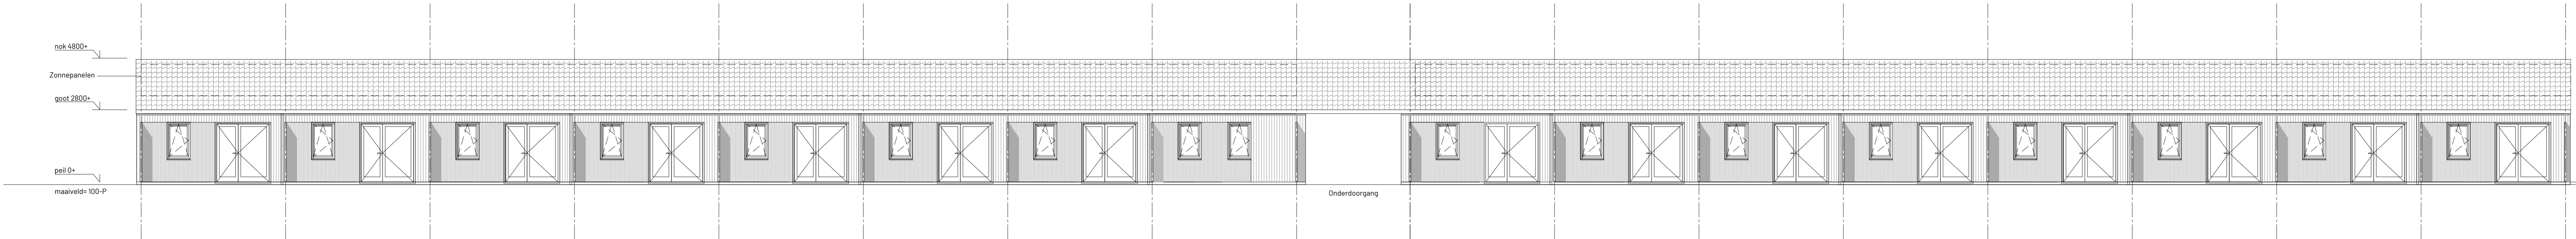 nok 4800+
Zonnepanelen
goot 2800+
peil 0+
maaiveld= 100-P
Onderdoorgang